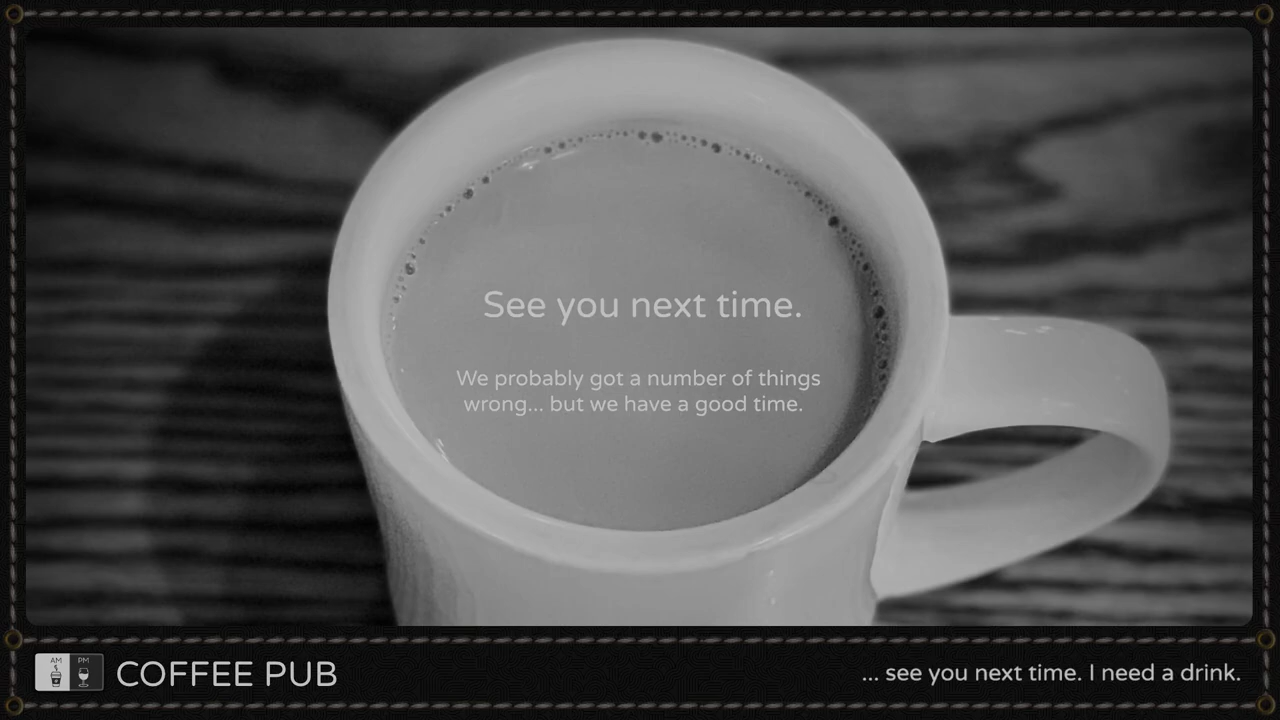 See you next time.
We probably got a number of things
wrong... but we have a good time.
AM PM
COFFEE PUB
... see you next time. I need a drink.